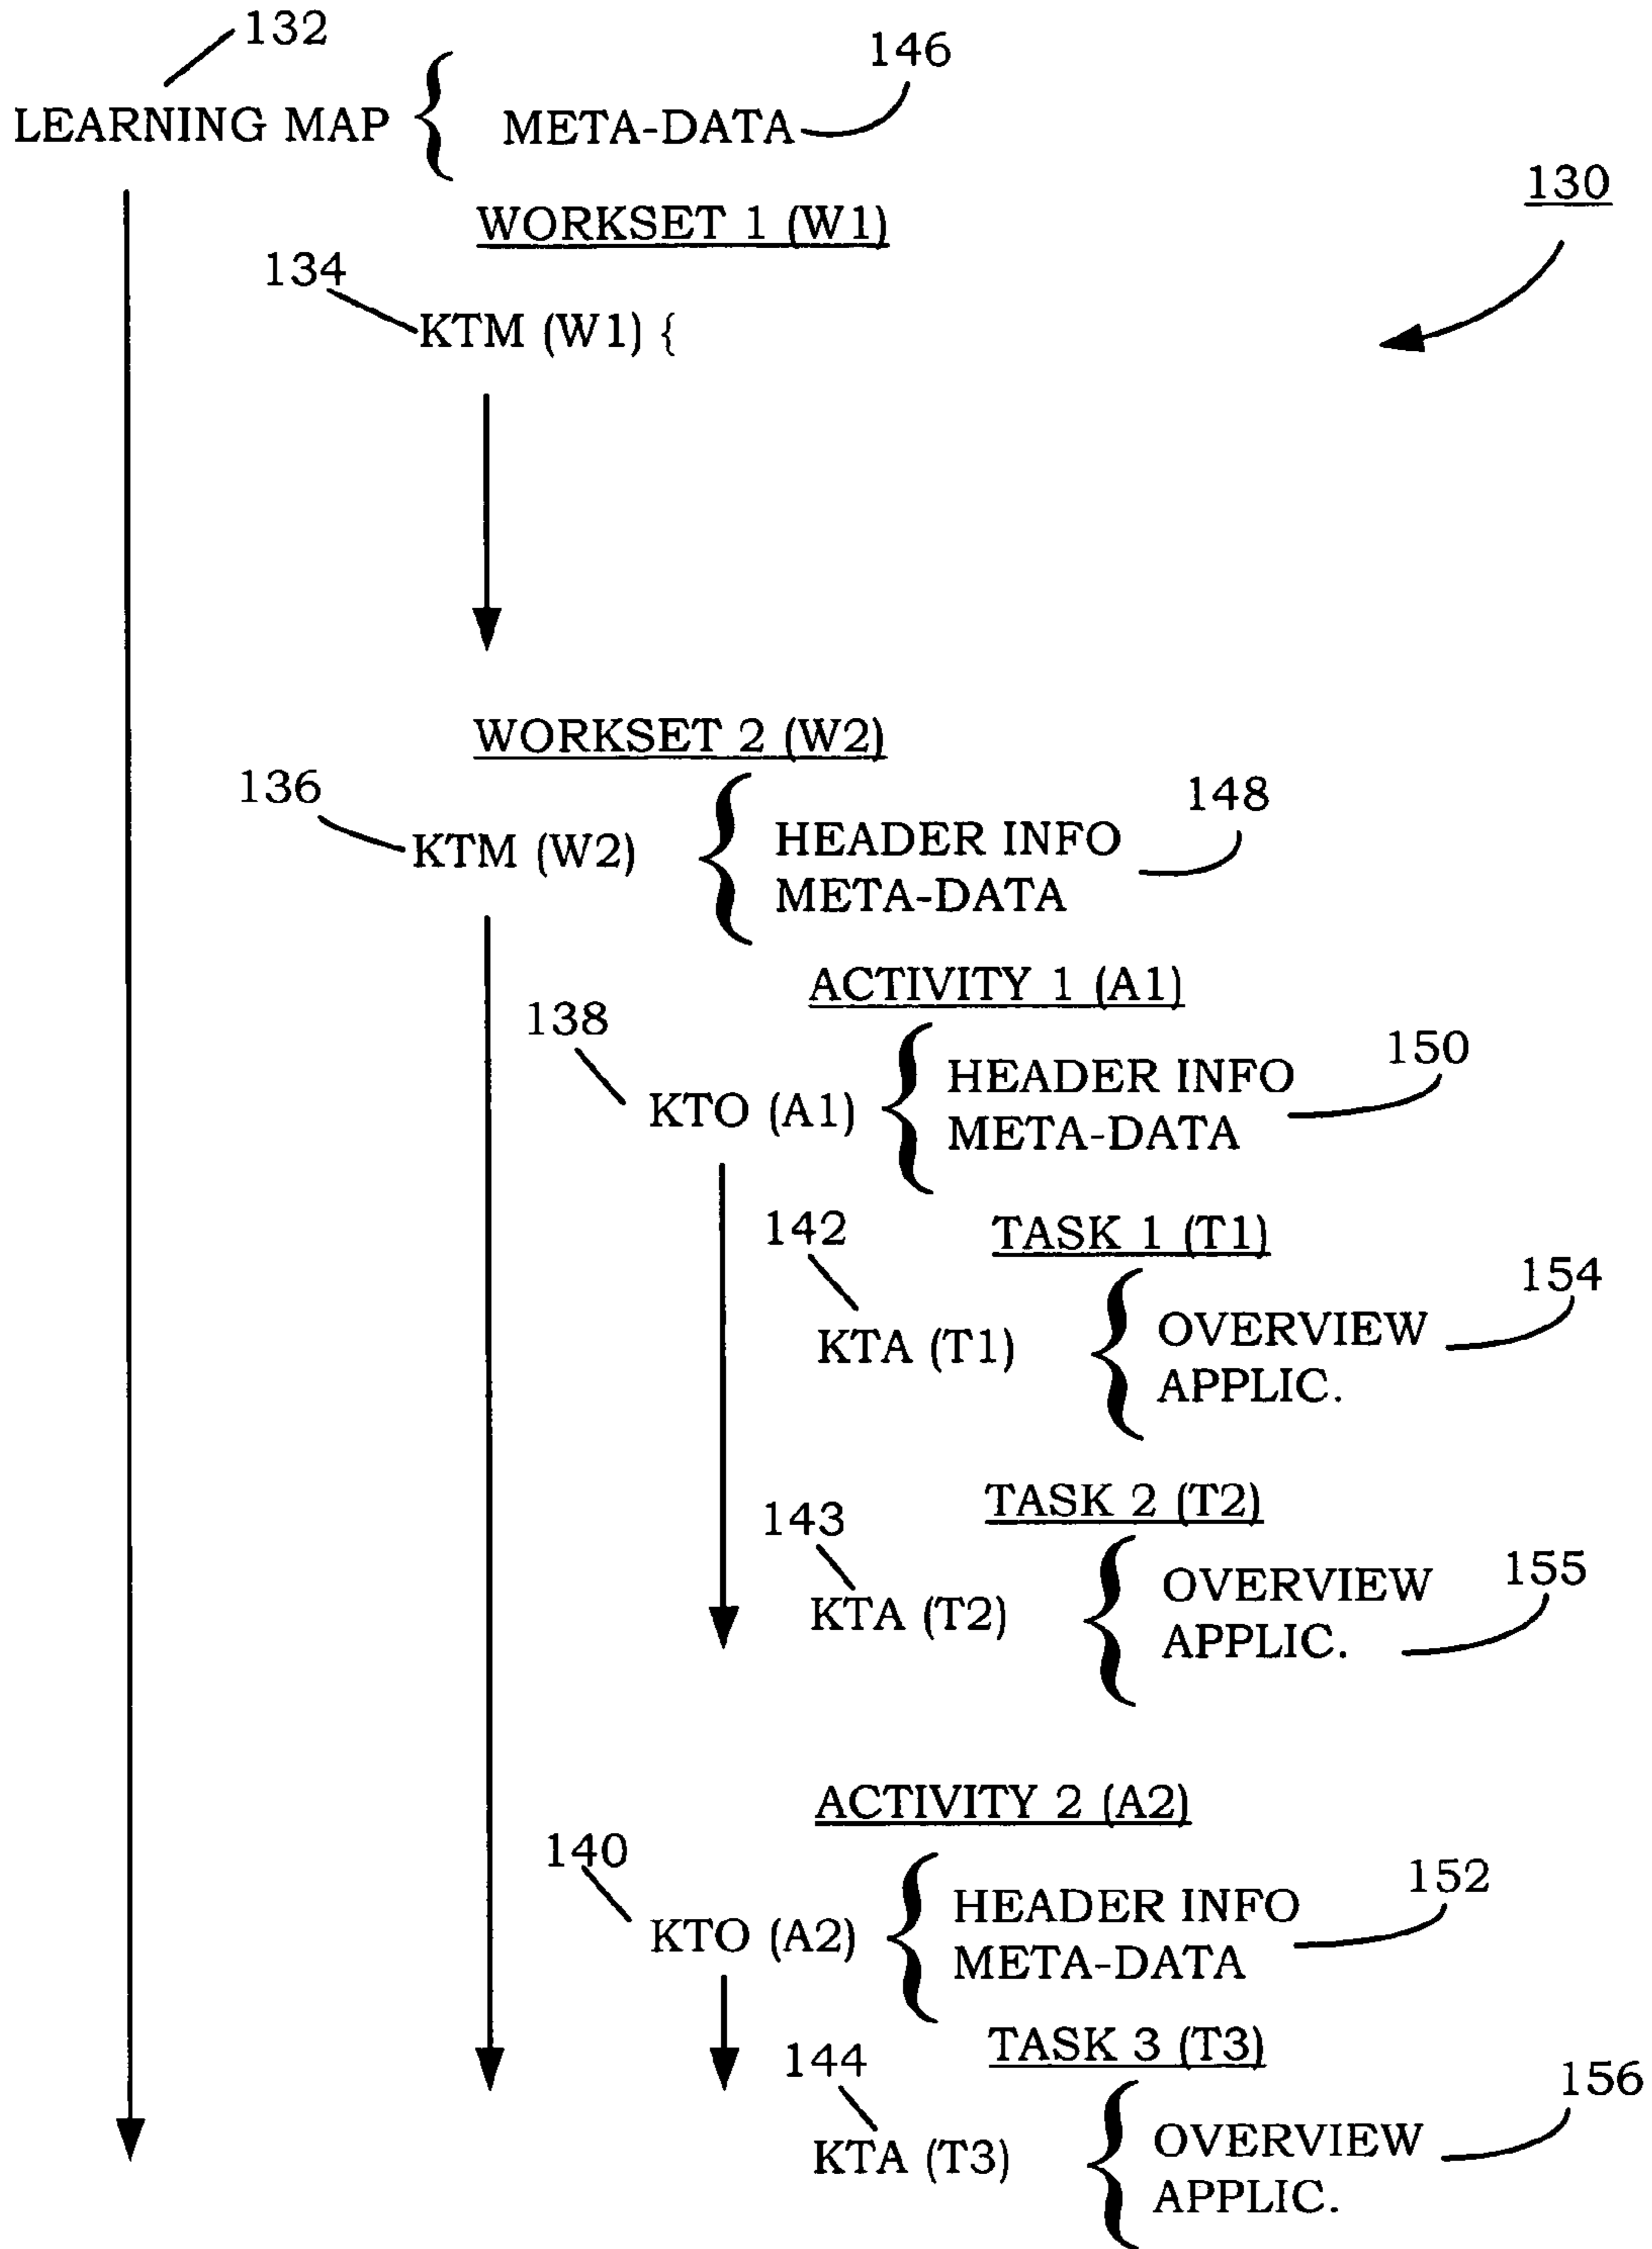 132
146
LEARNING MAP { META-DATA
130
WORKSET 1 (W1)
134
KTM (W1) {
WORKSET 2 (W2)
136
148
KTM (W2) { HEADER INFO
META-DATA
ACTIVITY 1 (A1)
138
150
KTO (A1) { HEADER INFO
META-DATA
142
TASK 1 (T1)
154
KTA (T1) { OVERVIEW
APPLIC.
TASK 2 (T2)
143
155
KTA (T2) { OVERVIEW
APPLIC.
ACTIVITY 2 (A2)
140
152
KTO (A2) { HEADER INFO
META-DATA
TASK 3 (T3)
144
156
KTA (T3) { OVERVIEW
APPLIC.